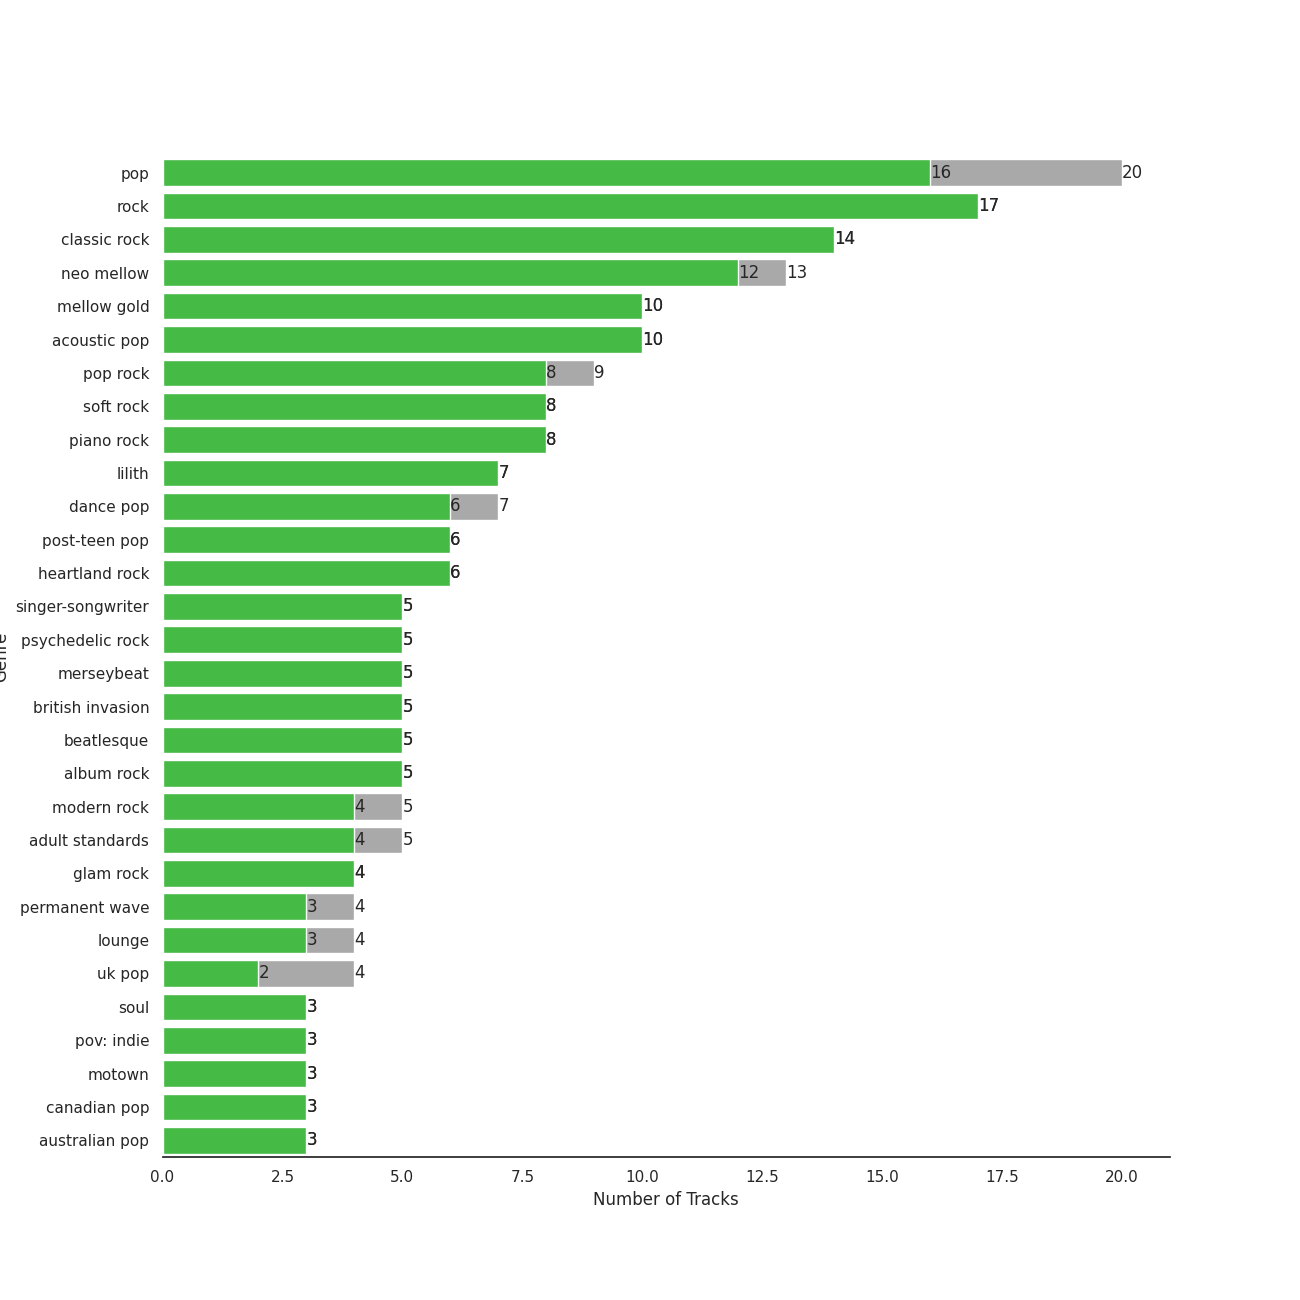 pop 16 20
rock 17
classic rock 14
neo mellow 12 13
mellow gold 10
acoustic pop 10
pop rock 8 9
soft rock 8
piano rock 8
lilith 7
dance pop 6 7
post-teen pop 6
heartland rock 6
singer-songwriter 5
psychedelic rock 5
merseybeat 5
british invasion 5
beatlesque 5
album rock 5
modern rock 4 5
adult standards 4 5
glam rock 4
permanent wave 3 4
lounge 3 4
uk pop 2 4
soul 3
pov: indie 3
motown 3
canadian pop 3
australian pop 3
0.0 2.5 5.0 7.5 10.0 12.5 15.0 17.5 20.0
Number of Tracks
Genre